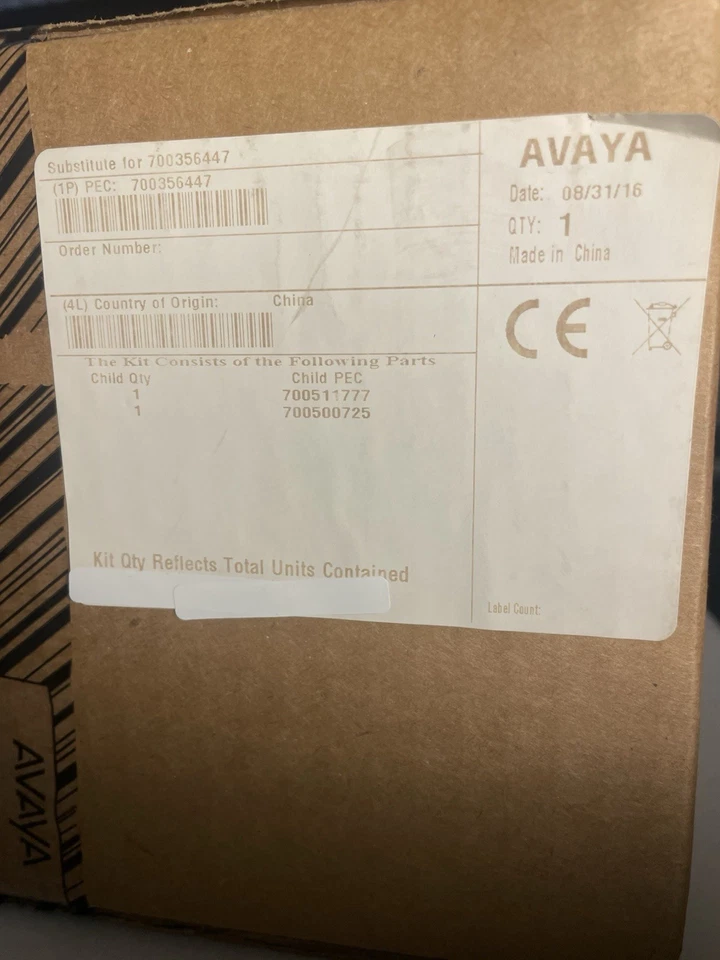 Substitute for 700356447
(1P) PEC: 700356447
Order Number:
(4L) Country of Origin: China
The Kit Consists of the Following Parts
Child Qty Child PEC
1 700511777
1 700500725
Kit Qty Reflects Total Units Contained
AVAYA
Date: 08/31/16
QTY: 1
Made in China
CE
Label Count:
AVAYA